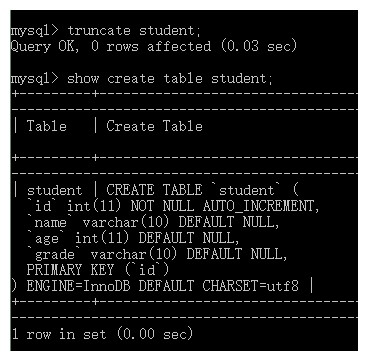 mysql> truncate student;
Query OK, 0 rows affected (0.03 sec)
mysql> show create table student;
+---------+-----------------------------------
------------------------------------------
| Table   | Create Table
+---------+-----------------------------------
------------------------------------------
| student | CREATE TABLE `student` (
  `id` int(11) NOT NULL AUTO_INCREMENT,
  `name` varchar(10) DEFAULT NULL,
  `age` int(11) DEFAULT NULL,
  `grade` varchar(10) DEFAULT NULL,
  PRIMARY KEY (`id`)
) ENGINE=InnoDB DEFAULT CHARSET=utf8 |
+---------+-----------------------------------
------------------------------------------
1 row in set (0.00 sec)